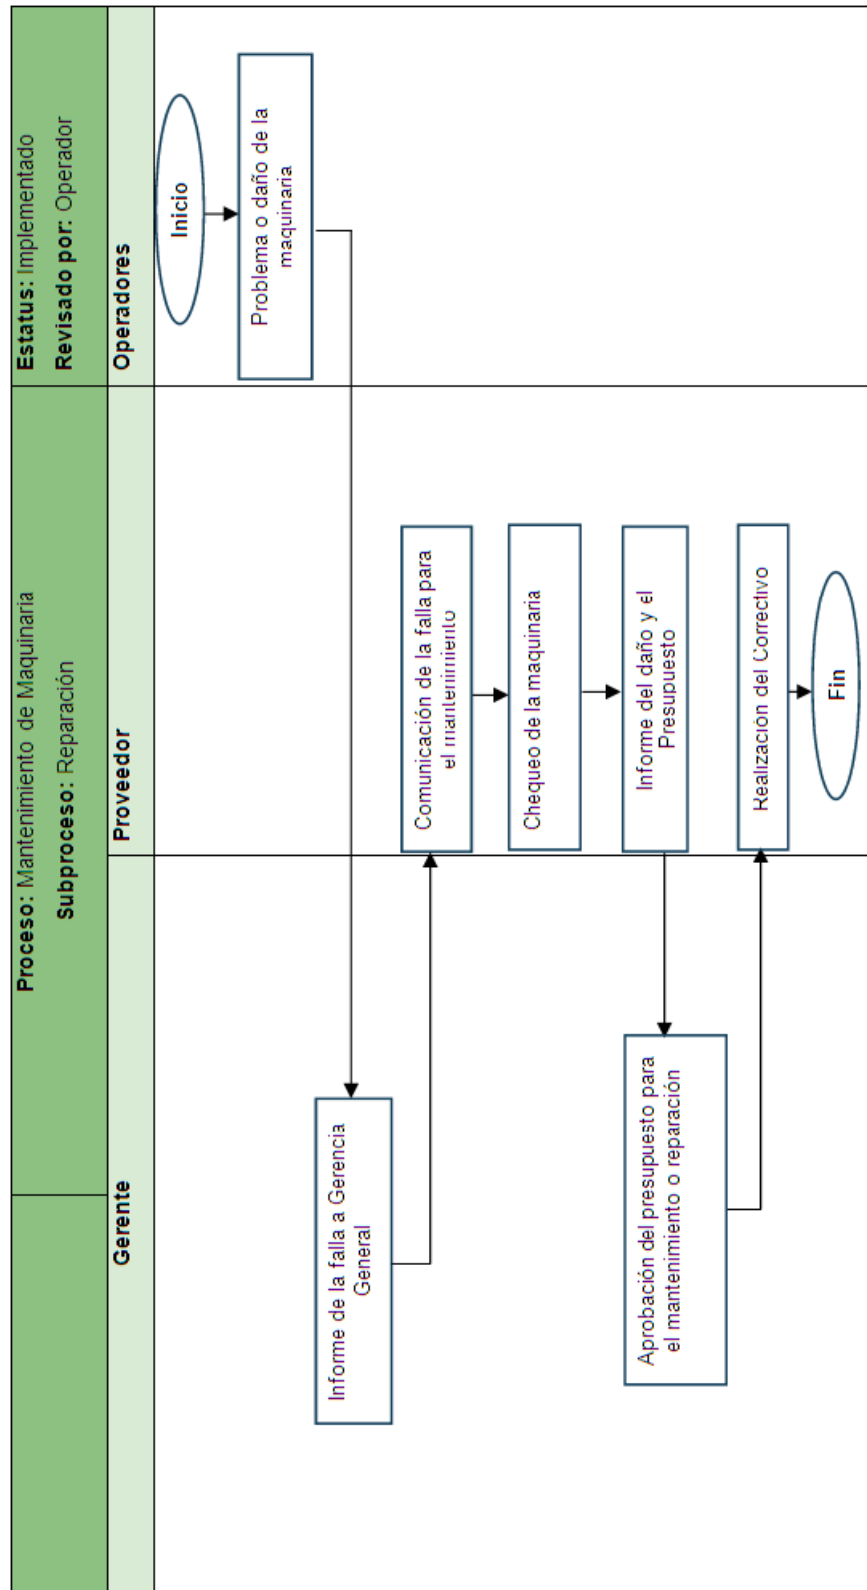 Proceso: Mantenimiento de Maquinaria
Subproceso: Reparación
Estatus: Implementado
Revisado por: Operador
Gerente
Proveedor
Operadores
Inicio
Problema o daño de la
maquinaria
Informe de la falla a Gerencia
General
Comunicación de la falla para
el mantenimiento
Chequeo de la maquinaria
Informe del daño y el
Presupuesto
Aprobación del presupuesto para
el mantenimiento o reparación
Realización del Correctivo
Fin